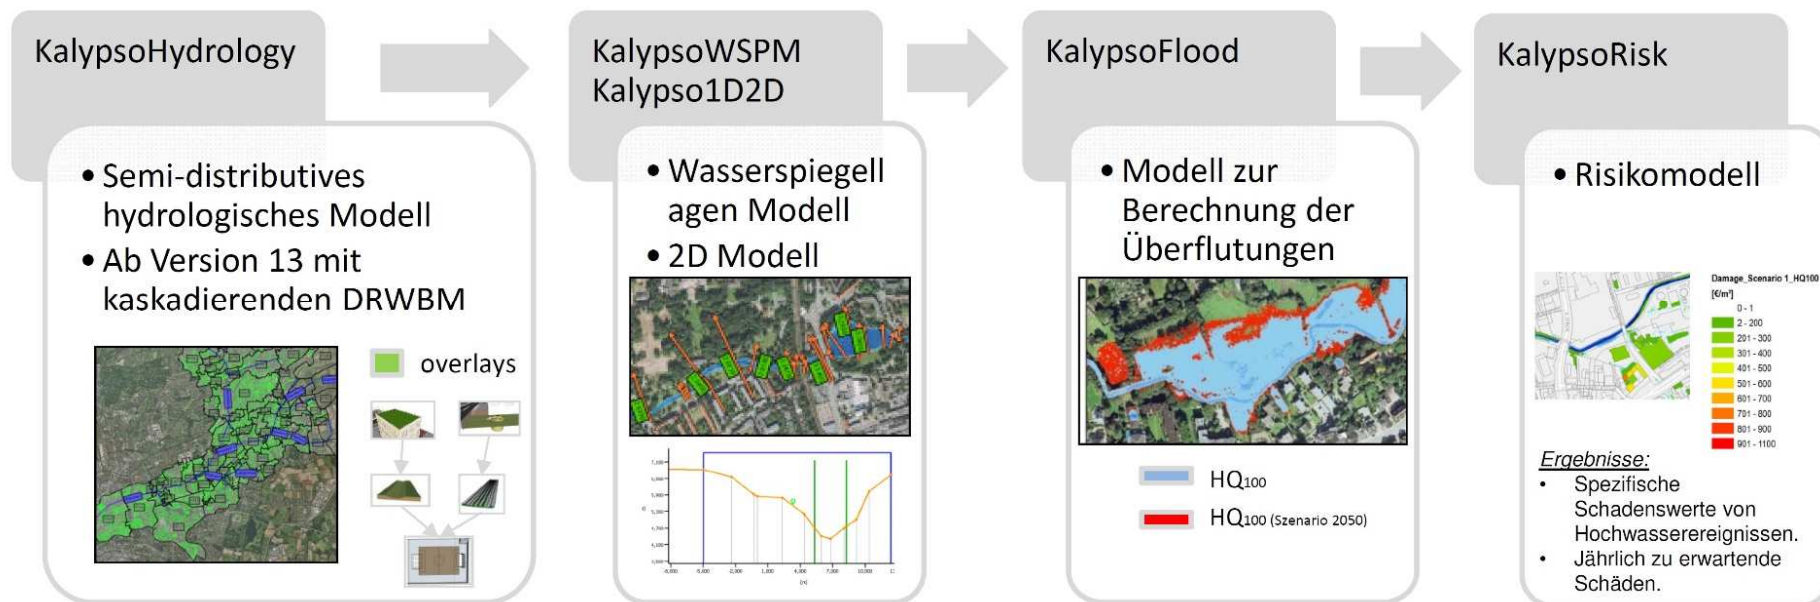 KalypsoHydrology
• Semi-distributives
hydrologisches Modell
• Ab Version 13 mit
kaskadierenden DRWBM
overlays
KalypsoWSPM
Kalypso1D2D
• Wasserspiegell
agen Modell
• 2D Modell
[m]
KalypsoFlood
• Modell zur
Berechnung der
Überflutungen
HQ100
HQ100 (Szenario 2050)
KalypsoRisk
• Risikomodell
Damage_Scenario 1_HQ100
[€/m²]
0 - 1
2 - 200
201 - 300
301 - 400
401 - 500
501 - 600
601 - 700
701 - 800
801 - 900
901 - 1100
Ergebnisse:
• Spezifische
Schadenswerte von
Hochwasserereignissen.
• Jährlich zu erwartende
Schäden.